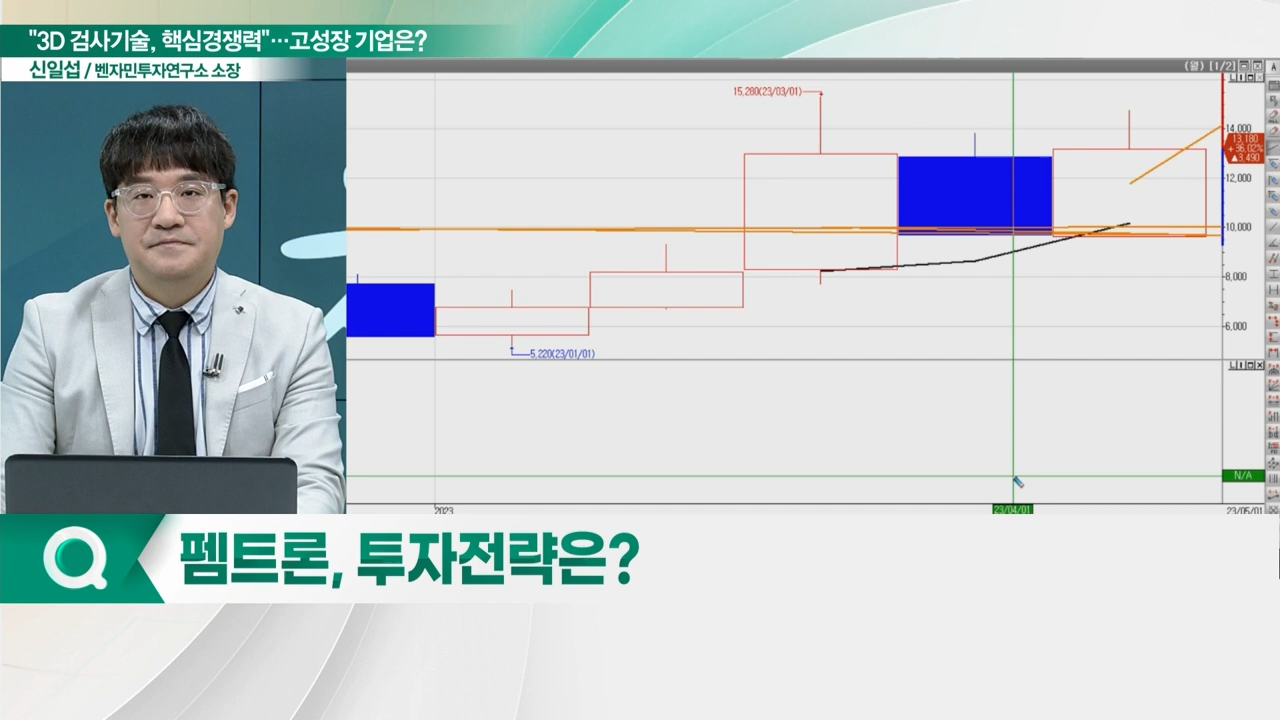 "3D 검사기술, 핵심경쟁력"…고성장 기업은?
신일섭 / 벤자민투자연구소 소장
(월) [1/2]
15,280(23/03/01)
14,000
13,180
+36.02%
▲3,490
12,000
10,000
8,000
6,000
5,220(23/01/01)
N/A
2023
23/04/01
23/05/01
Q
펨트론, 투자전략은?